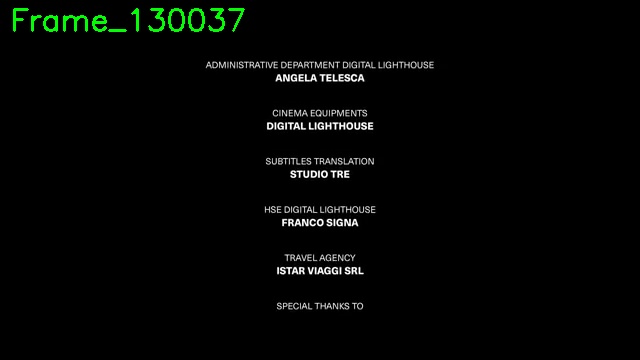 Frame_130037
ADMINISTRATIVE DEPARTMENT DIGITAL LIGHTHOUSE
ANGELA TELESCA
CINEMA EQUIPMENTS
DIGITAL LIGHTHOUSE
SUBTITLES TRANSLATION
STUDIO TRE
HSE DIGITAL LIGHTHOUSE
FRANCO SIGNA
TRAVEL AGENCY
ISTAR VIAGGI SRL
SPECIAL THANKS TO